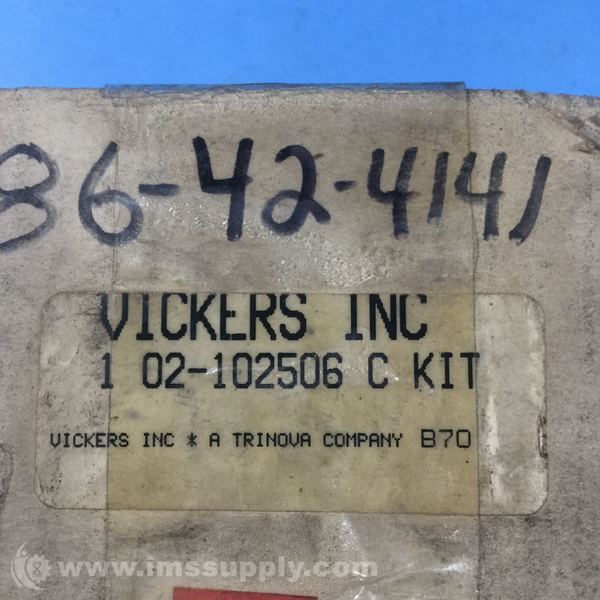 86-42-4141
VICKERS INC
1 02-102506 C KIT
VICKERS INC * A TRINOVA COMPANY B70
© www.imssupply.com